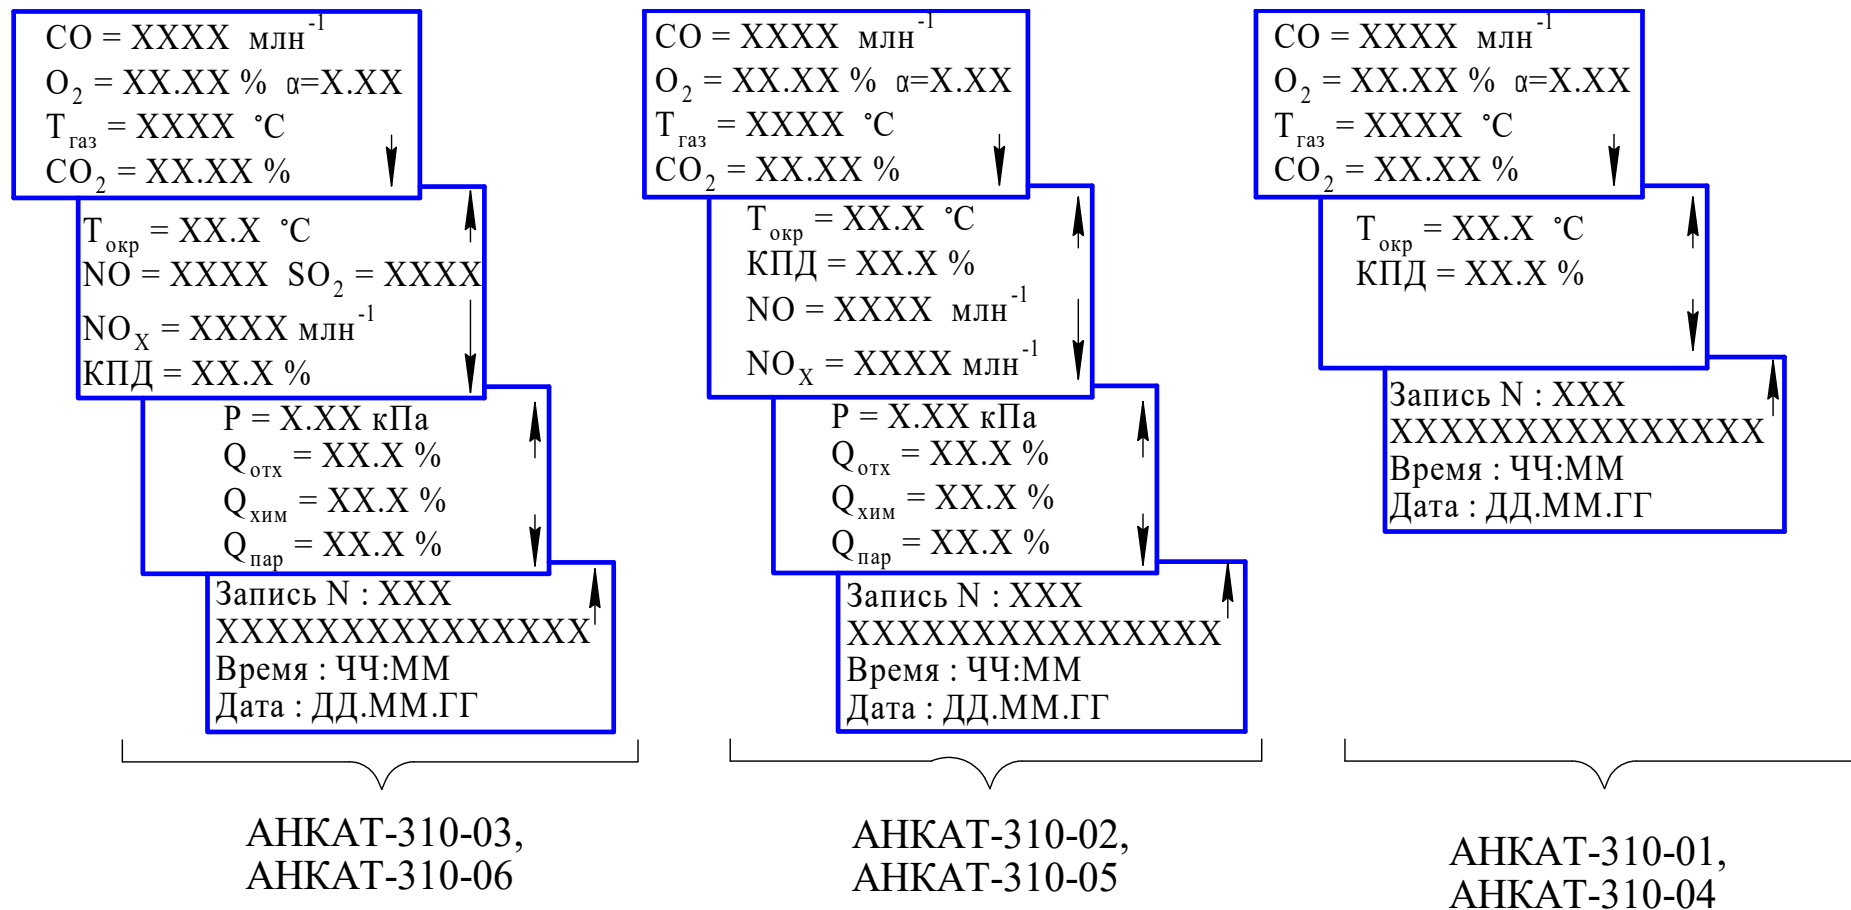 CO = XXXX млн⁻¹
O₂ = XX.XX % α=X.XX
Tгаз = XXXX °C
CO₂ = XX.XX %
Tокр = XX.X °C
NO = XXXX SO₂ = XXXX
NOX = XXXX млн⁻¹
КПД = XX.X %
P = X.XX кПа
Qотх = XX.X %
Qхим = XX.X %
Qпар = XX.X %
Запись N : XXX
XXXXXXXXXXXXXXX
Время : ЧЧ:ММ
Дата : ДД.ММ.ГГ
АНКАТ-310-03,
АНКАТ-310-06
CO = XXXX млн⁻¹
O₂ = XX.XX % α=X.XX
Tгаз = XXXX °C
CO₂ = XX.XX %
Tокр = XX.X °C
КПД = XX.X %
NO = XXXX млн⁻¹
NOX = XXXX млн⁻¹
P = X.XX кПа
Qотх = XX.X %
Qхим = XX.X %
Qпар = XX.X %
Запись N : XXX
XXXXXXXXXXXXXXX
Время : ЧЧ:ММ
Дата : ДД.ММ.ГГ
АНКАТ-310-02,
АНКАТ-310-05
CO = XXXX млн⁻¹
O₂ = XX.XX % α=X.XX
Tгаз = XXXX °C
CO₂ = XX.XX %
Tокр = XX.X °C
КПД = XX.X %
Запись N : XXX
XXXXXXXXXXXXXXX
Время : ЧЧ:ММ
Дата : ДД.ММ.ГГ
АНКАТ-310-01,
АНКАТ-310-04